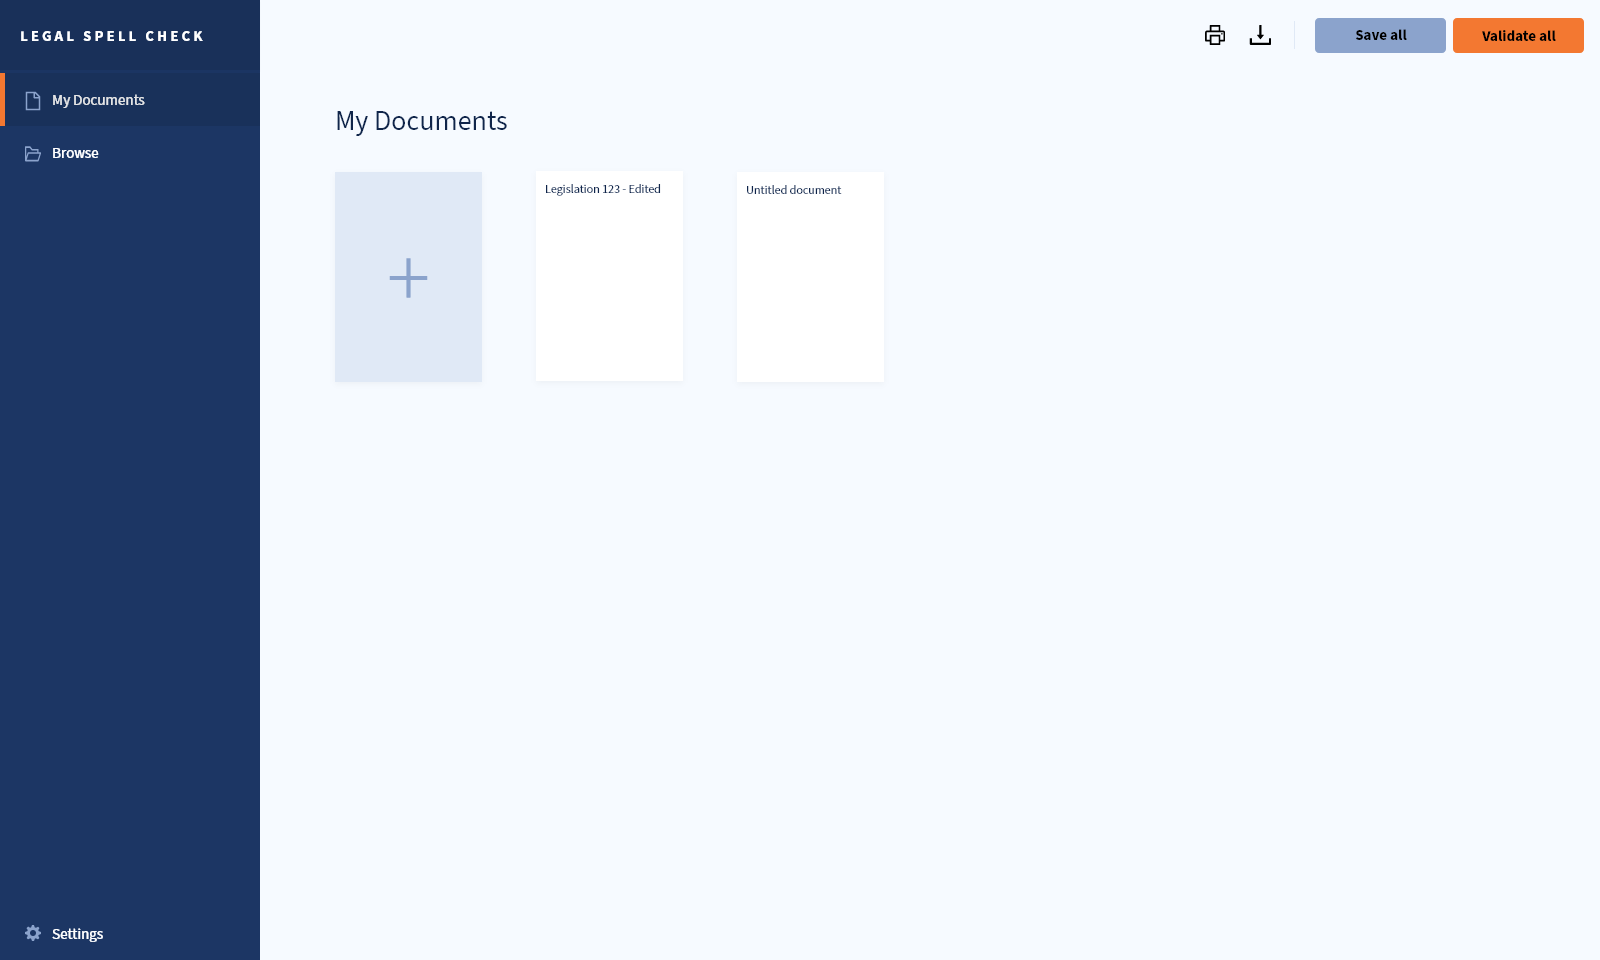 LEGAL SPELL CHECK
Save all
Validate all
My Documents
Browse
My Documents
Legislation 123 - Edited
Untitled document
Settings